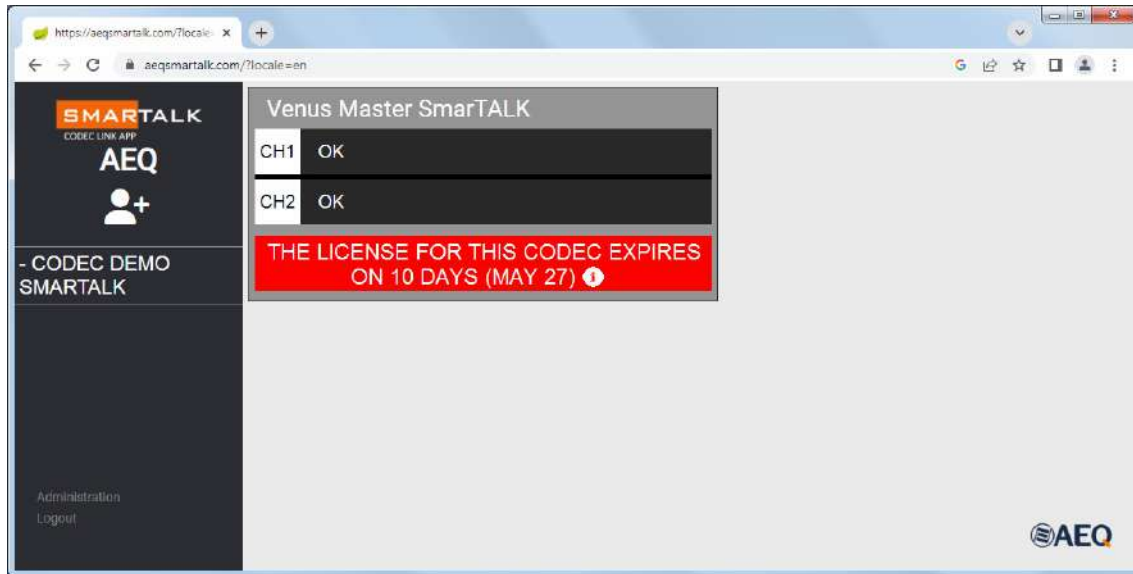 https://aeqsmartalk.com/?locale=
aeqsmartalk.com/?locale=en
SMARTALK
CODEC LINK APP
AEQ
- CODEC DEMO
SMARTALK
Administration
Logout
Venus Master SmarTALK
CH1 OK
CH2 OK
THE LICENSE FOR THIS CODEC EXPIRES
ON 10 DAYS (MAY 27) i
AEQ